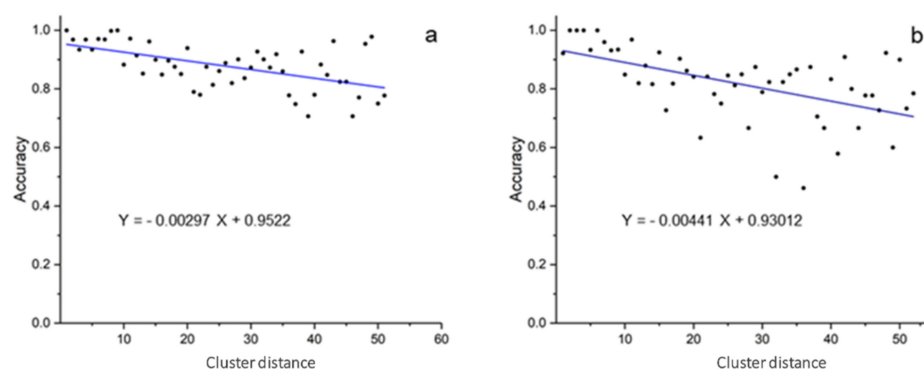 a
1.0
0.8
0.6
0.4
0.2
0.0
Accuracy
Y = - 0.00297 X + 0.9522
0 10 20 30 40 50 60
Cluster distance
b
1.0
0.8
0.6
0.4
0.2
0.0
Accuracy
Y = - 0.00441 X + 0.93012
0 10 20 30 40 50
Cluster distance